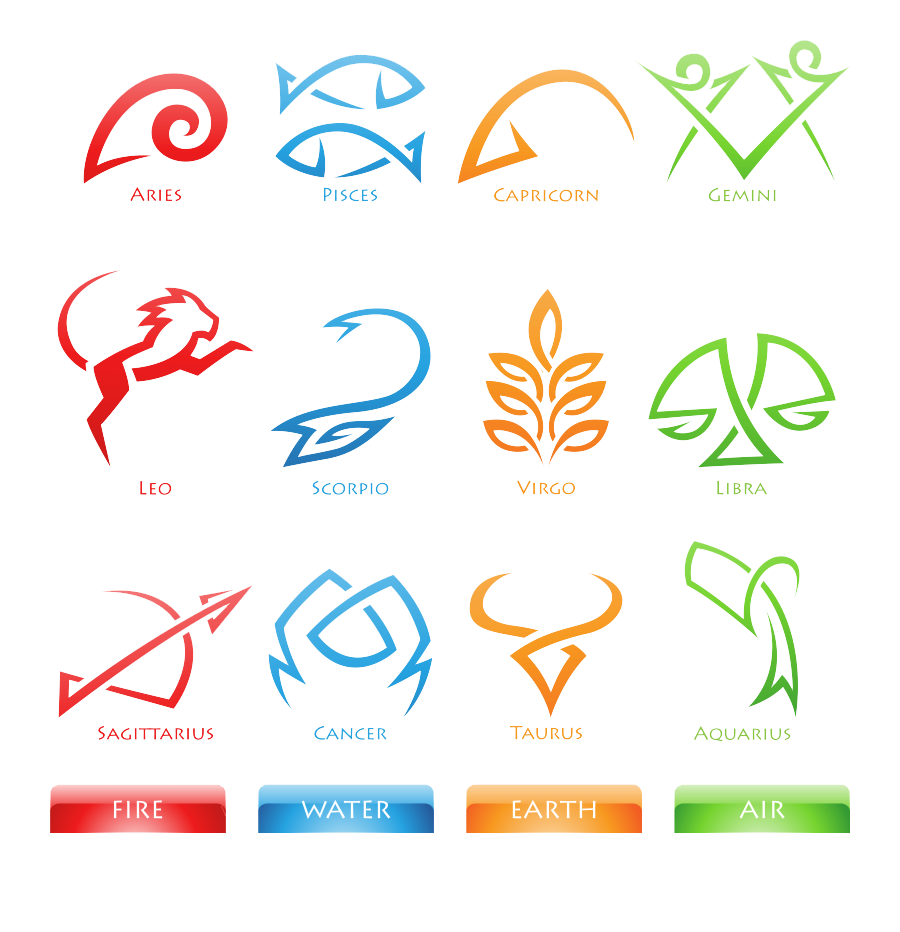 Aries
Pisces
Capricorn
Gemini
Leo
Scorpio
Virgo
Libra
Sagittarius
Cancer
Taurus
Aquarius
FIRE
WATER
EARTH
AIR